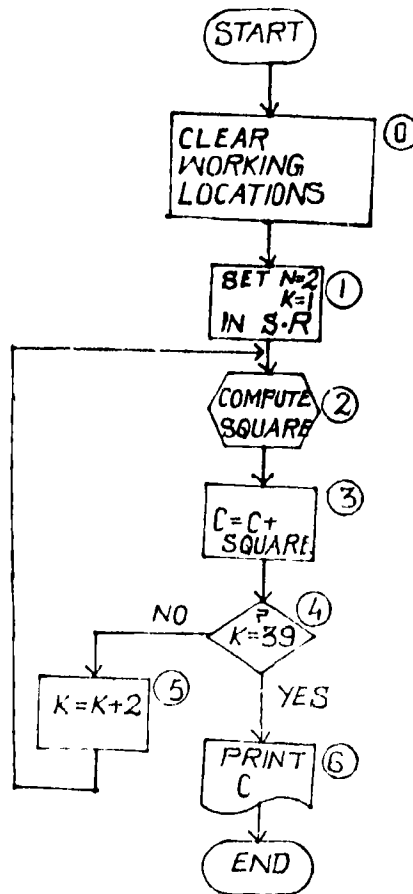 START
0
CLEAR
WORKING
LOCATIONS
SET N=2
K=1
IN S·R
1
COMPUTE
SQUARE
2
3
C=C+
SQUARE
4
?
K=39
NO
YES
5
K=K+2
6
PRINT
C
END